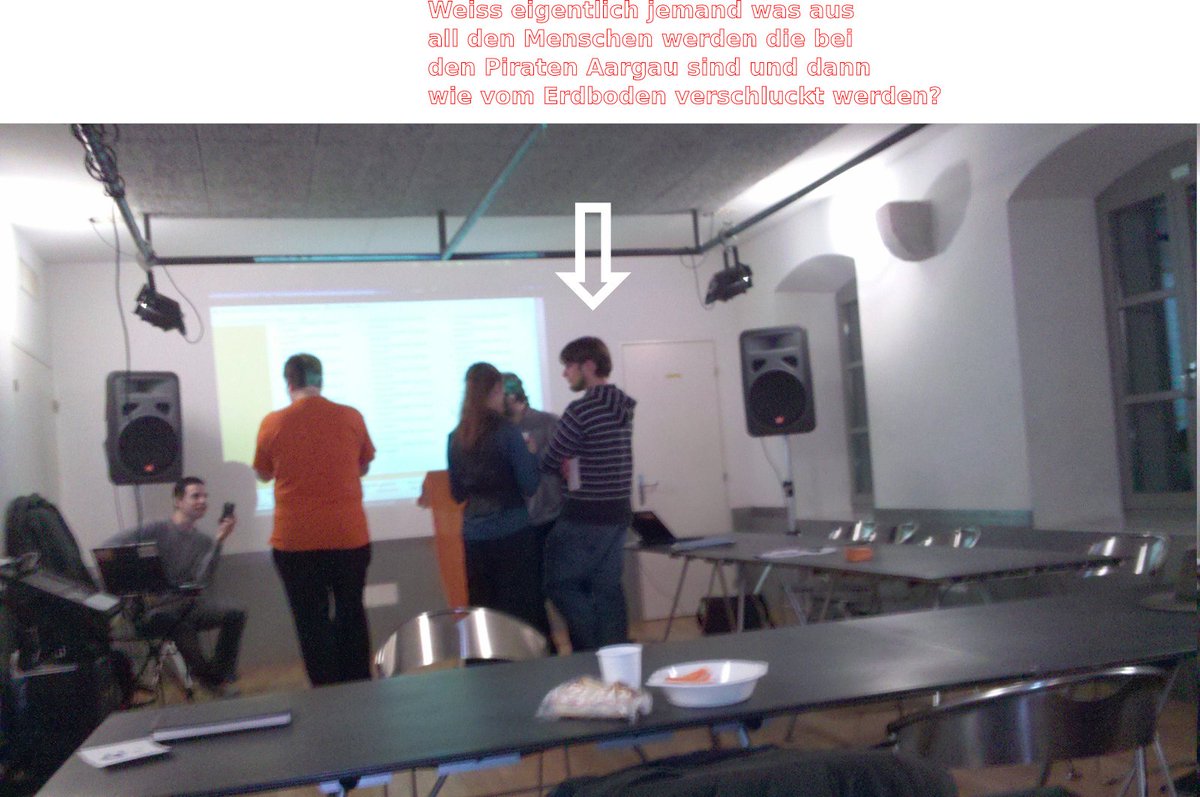 Weiss eigentlich jemand was aus
all den Menschen werden die bei
den Piraten Aargau sind und dann
wie vom Erdboden verschluckt werden?